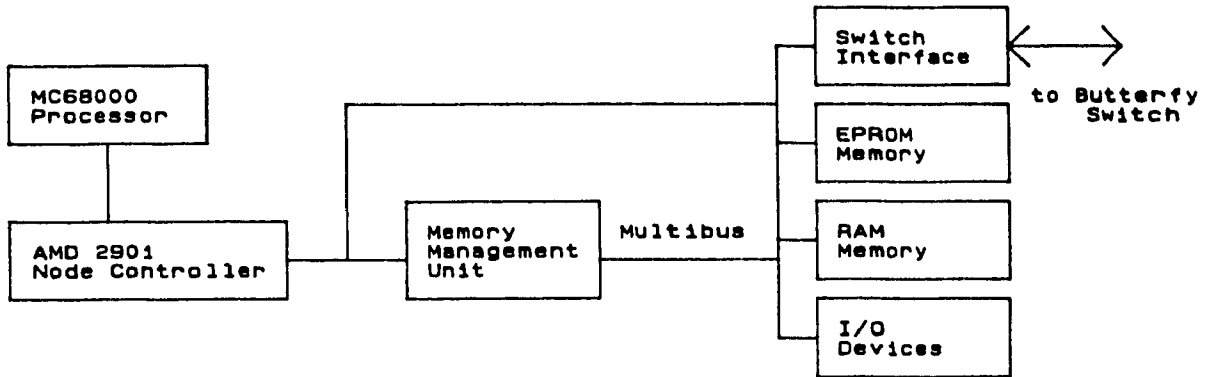 Switch
Interface
MC68000
Processor
to Butterfy
Switch
EPROM
Memory
AMD 2901
Node Controller
Memory
Management
Unit
Multibus
RAM
Memory
I/O
Devices